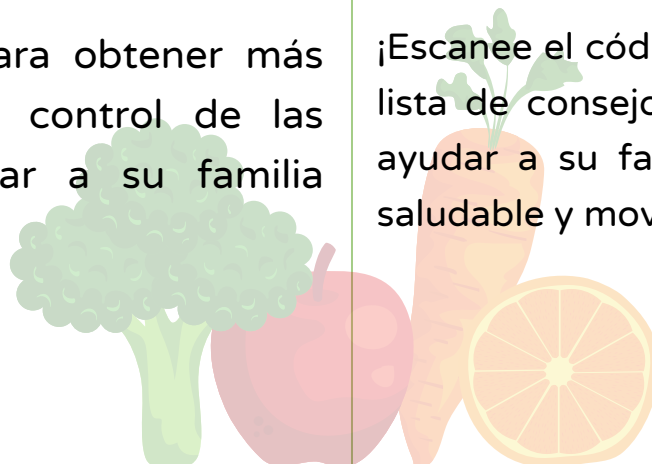 ara obtener más
control de las
ar a su familia
¡Escanee el cód
lista de consejo
ayudar a su fa
saludable y mov